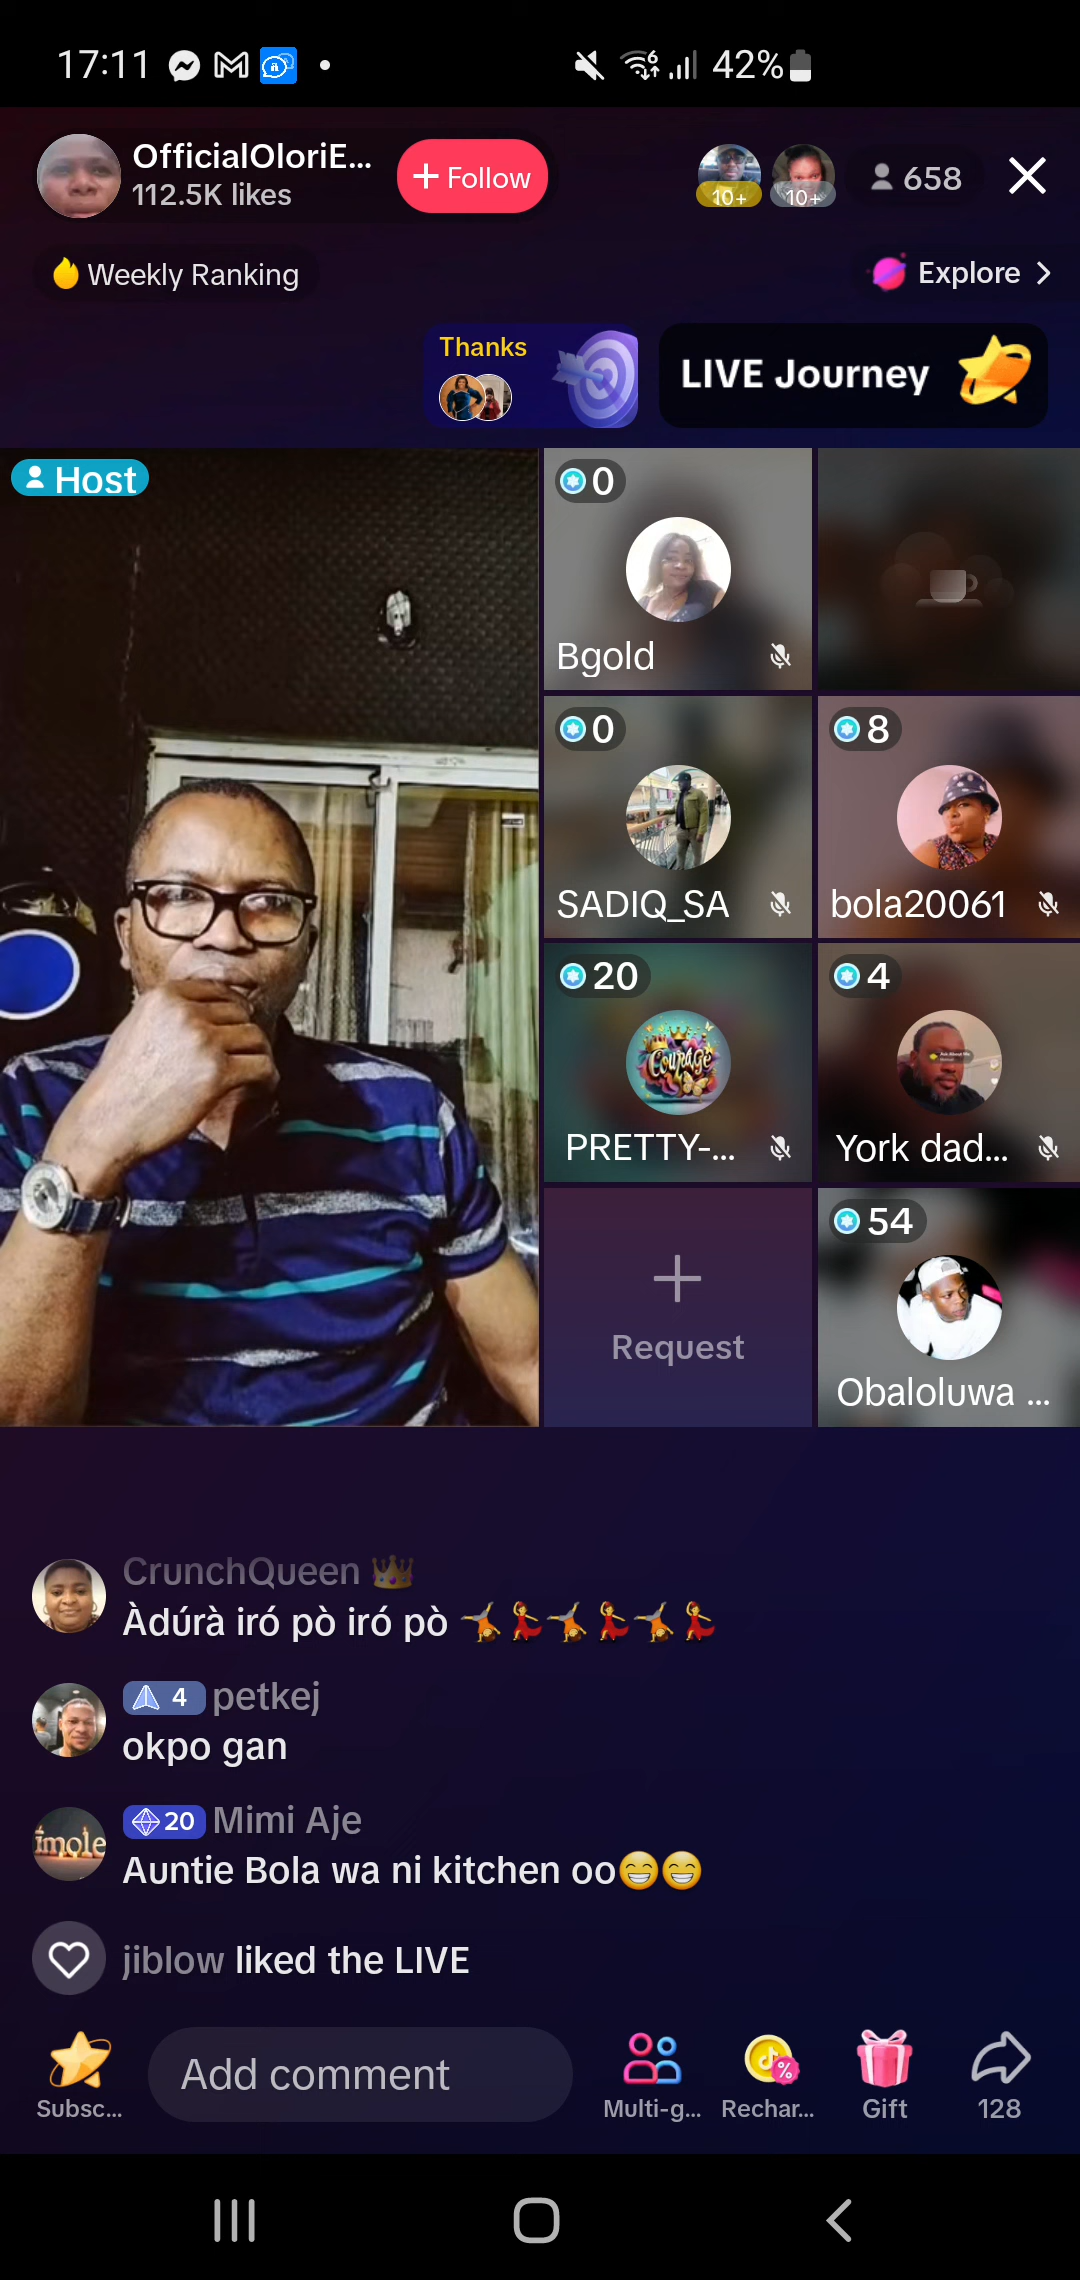 17:11
42%
OfficialOloriE...
112.5K likes
+ Follow
10+
10+
658
Weekly Ranking
Explore
Thanks
LIVE Journey
Host
0
Bgold
0
SADIQ_SA
8
bola20061
20
Courage
PRETTY-...
4
York dad...
Request
54
Obaloluwa ...
CrunchQueen 👑
Àdúrà iró pò iró pò 🤸💃🤸💃🤸💃
4 petkej
okpo gan
imole
20 Mimi Aje
Auntie Bola wa ni kitchen oo😁😁
jiblow liked the LIVE
Subsc...
Add comment
Multi-g...
Rechar...
Gift
128